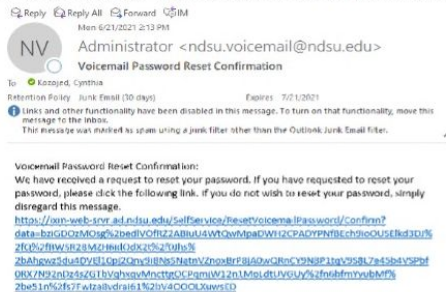 Reply Reply All Forward IM
Mon 6/21/2021 2:13 PM
NV
Administrator <ndsu.voicemail@ndsu.edu>
Voicemail Password Reset Confirmation
To Kozojed, Cynthia
Retention Policy Junk Email (30 days) Expires 7/21/2021
Links and other functionality have been disabled in this message. To turn on that functionality, move this
message to the Inbox.
This message was marked as spam using a junk filter other than the Outlook Junk Email filter.
Voicemail Password Reset Confirmation:
We have received a request to reset your password. If you have requested to reset your
password, please click the following link. If you do not wish to reset your password, simply
disregard this message.